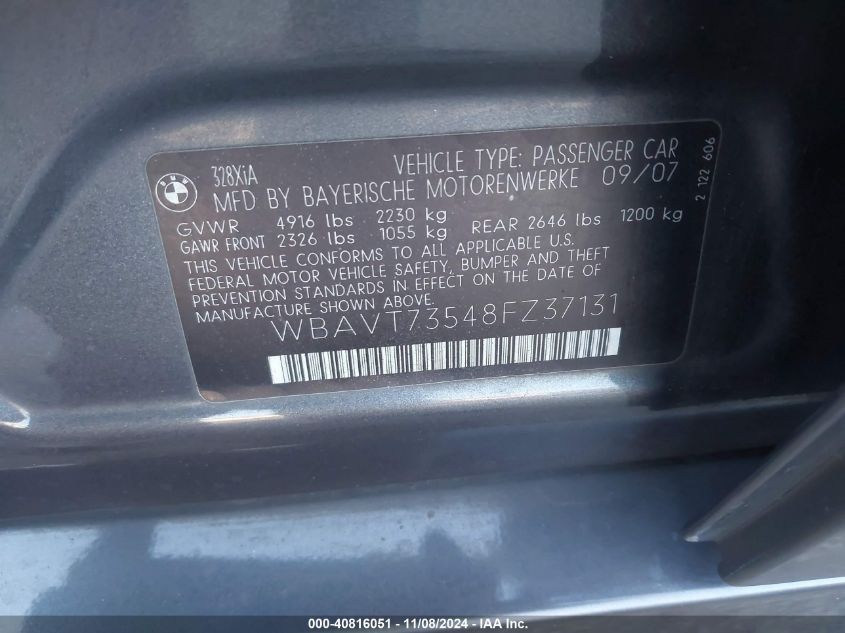 BMW
328XiA
VEHICLE TYPE: PASSENGER CAR
MFD BY BAYERISCHE MOTORENWERKE 09/07
GVWR 4916 lbs 2230 kg
GAWR FRONT 2326 lbs 1055 kg REAR 2646 lbs 1200 kg
THIS VEHICLE CONFORMS TO ALL APPLICABLE U.S.
FEDERAL MOTOR VEHICLE SAFETY, BUMPER AND THEFT
PREVENTION STANDARDS IN EFFECT ON THE DATE OF
MANUFACTURE SHOWN ABOVE.
WBAVT73548FZ37131
2 122 606
000-40816051 - 11/08/2024 - IAA Inc.